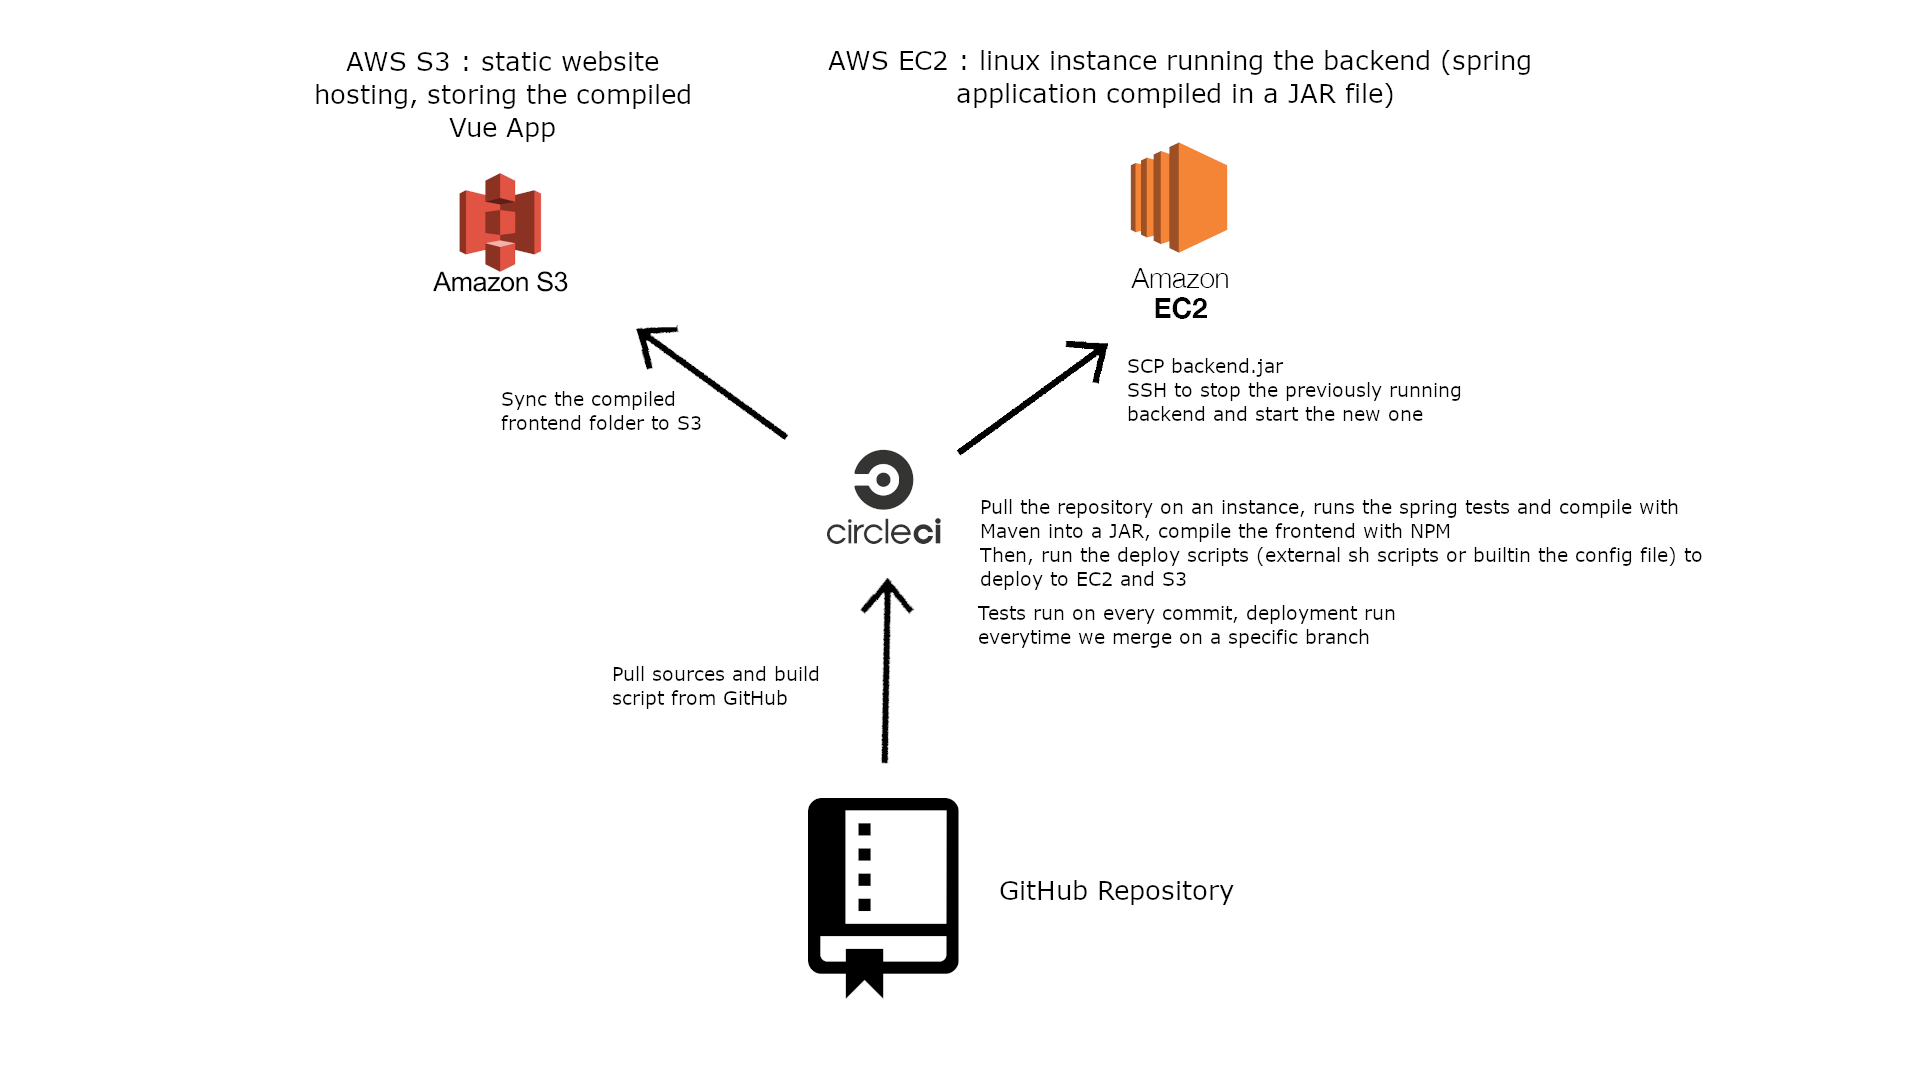 AWS S3 : static website
hosting, storing the compiled
Vue App
Amazon S3
AWS EC2 : linux instance running the backend (spring
application compiled in a JAR file)
Amazon
EC2
Sync the compiled
frontend folder to S3
SCP backend.jar
SSH to stop the previously running
backend and start the new one
circleci
Pull the repository on an instance, runs the spring tests and compile with
Maven into a JAR, compile the frontend with NPM
Then, run the deploy scripts (external sh scripts or builtin the config file) to
deploy to EC2 and S3
Tests run on every commit, deployment run
everytime we merge on a specific branch
Pull sources and build
script from GitHub
GitHub Repository